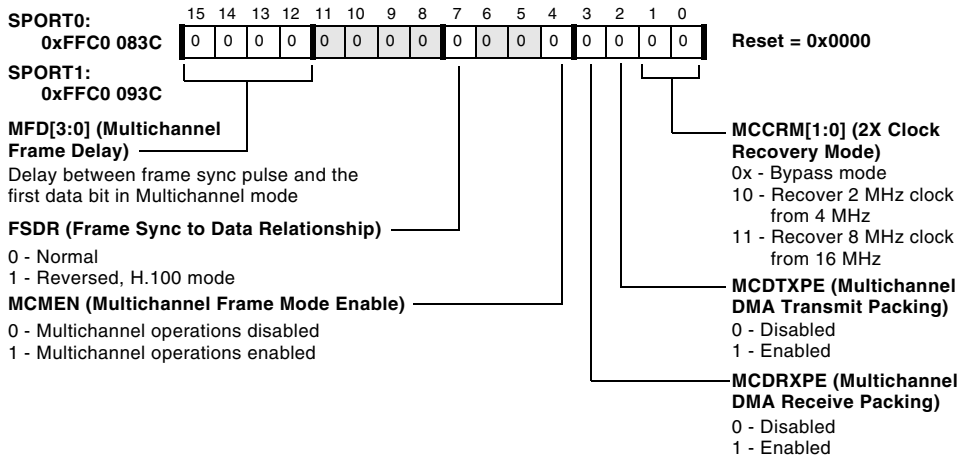 15 14 13 12 11 10 9 8 7 6 5 4 3 2 1 0
SPORT0:
0xFFC0 083C
0 0 0 0 0 0 0 0 0 0 0 0 0 0 0 0
Reset = 0x0000
SPORT1:
0xFFC0 093C
MFD[3:0] (Multichannel
Frame Delay)
Delay between frame sync pulse and the
first data bit in Multichannel mode
FSDR (Frame Sync to Data Relationship)
0 - Normal
1 - Reversed, H.100 mode
MCMEN (Multichannel Frame Mode Enable)
0 - Multichannel operations disabled
1 - Multichannel operations enabled
MCCRM[1:0] (2X Clock
Recovery Mode)
0x - Bypass mode
10 - Recover 2 MHz clock
from 4 MHz
11 - Recover 8 MHz clock
from 16 MHz
MCDTXPE (Multichannel
DMA Transmit Packing)
0 - Disabled
1 - Enabled
MCDRXPE (Multichannel
DMA Receive Packing)
0 - Disabled
1 - Enabled